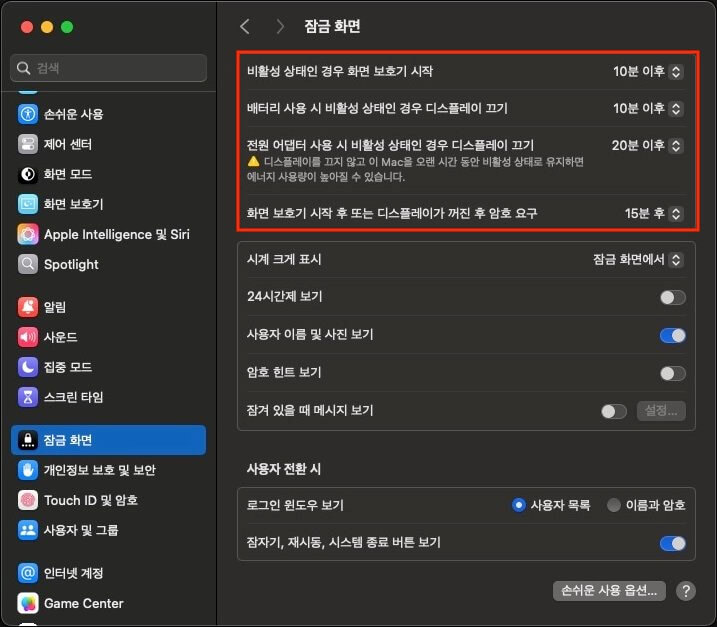 잠금 화면
검색
손쉬운 사용
제어 센터
화면 모드
화면 보호기
Apple Intelligence 및 Siri
Spotlight
알림
사운드
집중 모드
스크린 타임
잠금 화면
개인정보 보호 및 보안
Touch ID 및 암호
사용자 및 그룹
인터넷 계정
Game Center
비활성 상태인 경우 화면 보호기 시작 10분 이후
배터리 사용 시 비활성 상태인 경우 디스플레이 끄기 10분 이후
전원 어댑터 사용 시 비활성 상태인 경우 디스플레이 끄기 20분 이후
디스플레이를 끄지 않고 이 Mac을 오랜 시간 동안 비활성 상태로 유지하면
에너지 사용량이 높아질 수 있습니다.
화면 보호기 시작 후 또는 디스플레이가 꺼진 후 암호 요구 15분 후
시계 크게 표시 잠금 화면에서
24시간제 보기
사용자 이름 및 사진 보기
암호 힌트 보기
잠겨 있을 때 메시지 보기 설정...
사용자 전환 시
로그인 윈도우 보기 사용자 목록 이름과 암호
잠자기, 재시동, 시스템 종료 버튼 보기
손쉬운 사용 옵션... ?